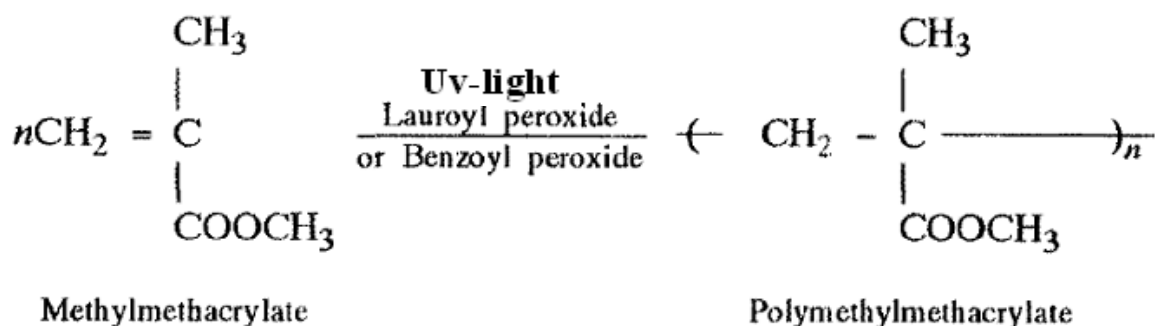 CH₃ CH₃
Uv-light
Lauroyl peroxide
nCH₂ = C ( CH₂ - C )n
or Benzoyl peroxide
COOCH₃ COOCH₃
Methylmethacrylate Polymethylmethacrylate